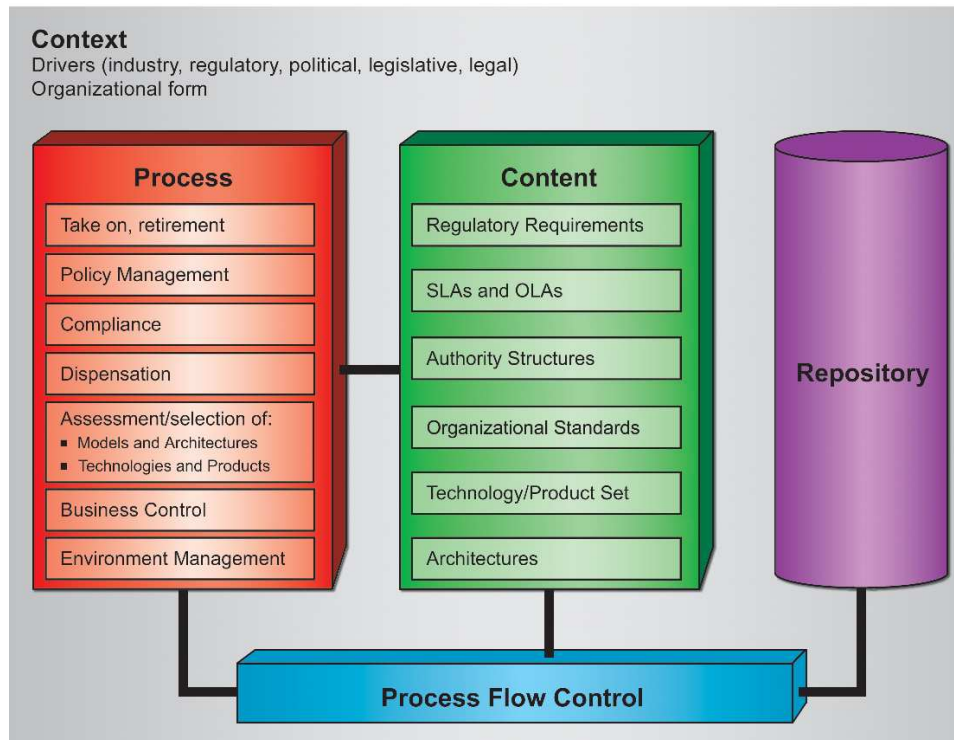 Context
Drivers (industry, regulatory, political, legislative, legal)
Organizational form
Process
Take on, retirement
Policy Management
Compliance
Dispensation
Assessment/selection of:
▪ Models and Architectures
▪ Technologies and Products
Business Control
Environment Management
Content
Regulatory Requirements
SLAs and OLAs
Authority Structures
Organizational Standards
Technology/Product Set
Architectures
Repository
Process Flow Control